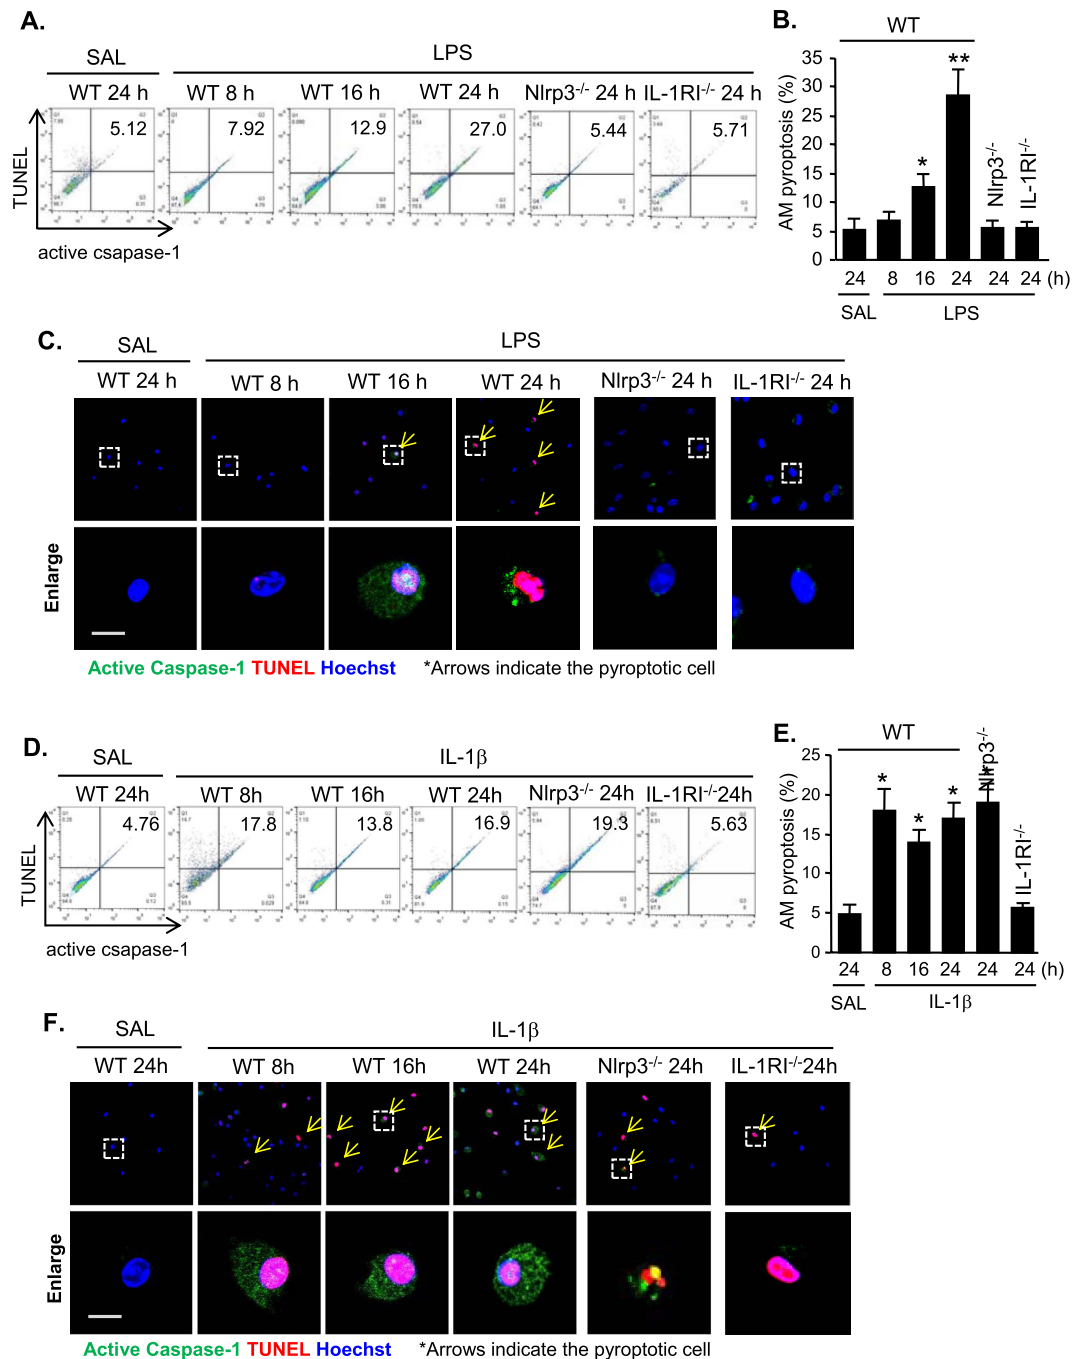 A.
SAL
LPS
WT 24 h
WT 8 h
WT 16 h
WT 24 h
Nlrp3-/- 24 h
IL-1RI-/- 24 h
5.12
7.92
12.9
27.0
5.44
5.71
TUNEL
active csapase-1
B.
WT
AM pyroptosis (%)
35
30
25
20
15
10
5
0
*
**
Nlrp3-/-
IL-1RI-/-
24 8 16 24 24 24 (h)
SAL
LPS
C.
SAL
LPS
WT 24 h
WT 8 h
WT 16 h
WT 24 h
Nlrp3-/- 24 h
IL-1RI-/- 24 h
Enlarge
Active Caspase-1 TUNEL Hoechst *Arrows indicate the pyroptotic cell
D.
SAL
IL-1β
WT 24h
WT 8h
WT 16h
WT 24h
Nlrp3-/- 24h
IL-1RI-/-24h
4.76
17.8
13.8
16.9
19.3
5.63
TUNEL
active csapase-1
E.
WT
AM pyroptosis (%)
25
20
15
10
5
0
*
*
*
*
Nlrp3-/-
IL-1RI-/-
24 8 16 24 24 24 (h)
SAL
IL-1β
F.
SAL
IL-1β
WT 24h
WT 8h
WT 16h
WT 24h
Nlrp3-/- 24h
IL-1RI-/-24h
Enlarge
Active Caspase-1 TUNEL Hoechst *Arrows indicate the pyroptotic cell